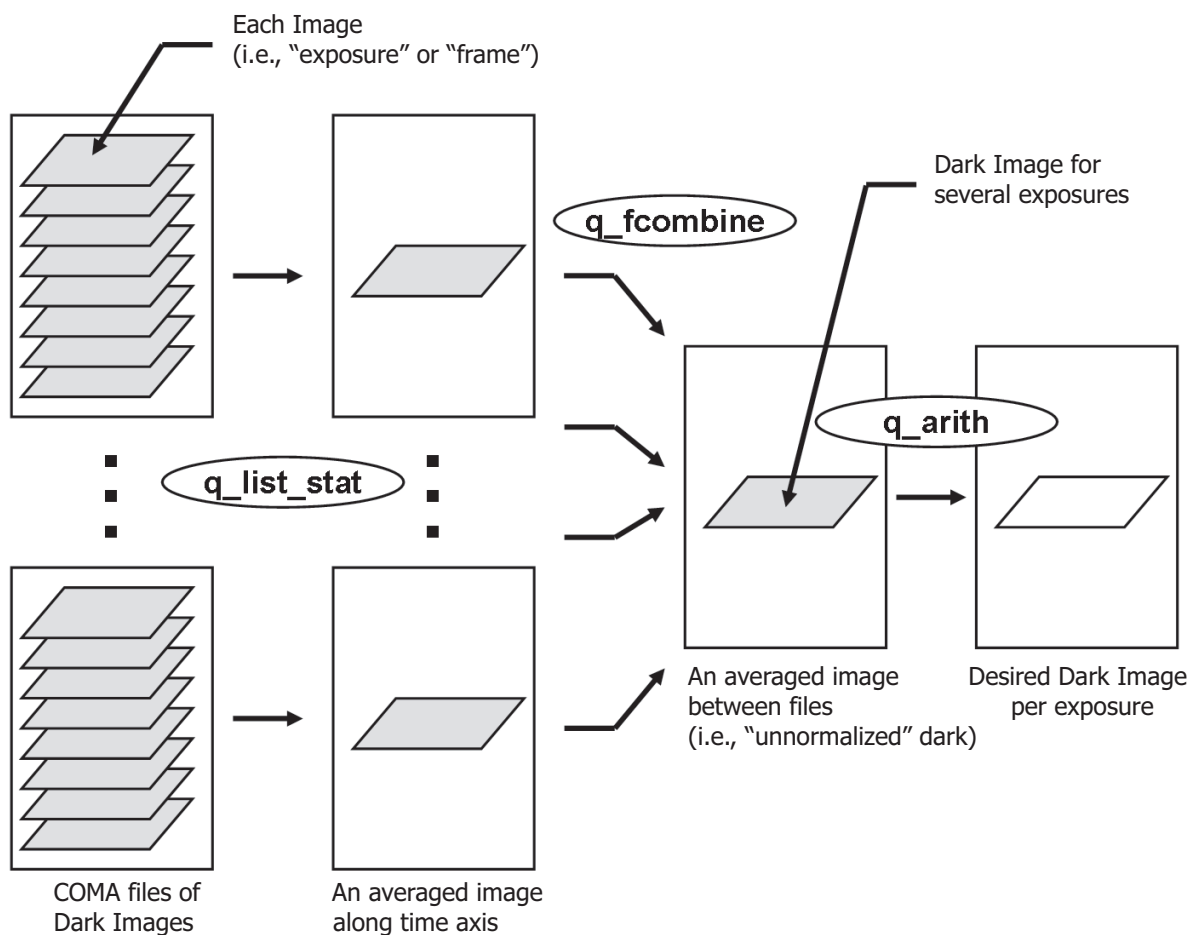 Each Image
(i.e., “exposure” or “frame”)
Dark Image for
several exposures
q_fcombine
q_arith
q_list_stat
An averaged image
between files
(i.e., “unnormalized” dark)
Desired Dark Image
per exposure
COMA files of
Dark Images
An averaged image
along time axis